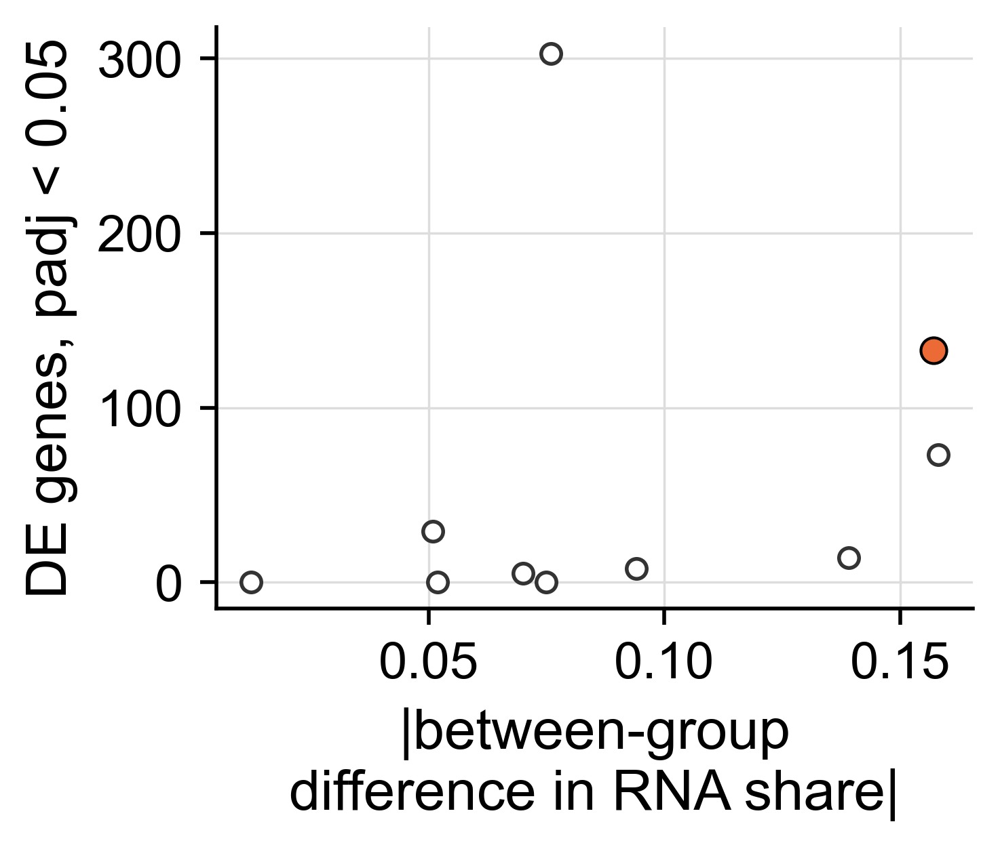 DE genes, padj < 0.05
300
200
100
0
0.05 0.10 0.15
|between-group
difference in RNA share|